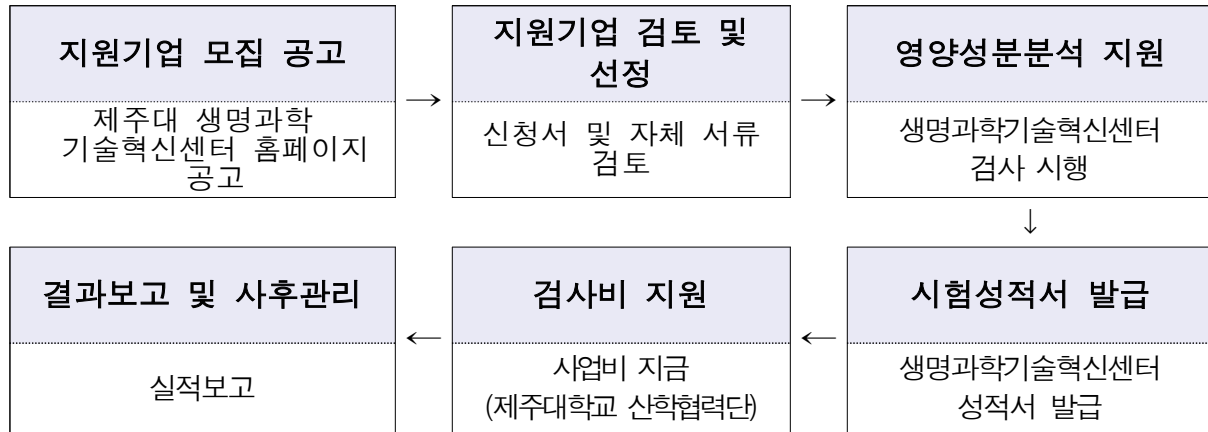 지원기업 모집 공고
제주대 생명과학
기술혁신센터 홈페이지
공고
→
지원기업 검토 및
선정
신청서 및 자체 서류
검토
→
영양성분분석 지원
생명과학기술혁신센터
검사 시행
↓
시험성적서 발급
생명과학기술혁신센터
성적서 발급
←
검사비 지원
사업비 지급
(제주대학교 산학협력단)
←
결과보고 및 사후관리
실적보고